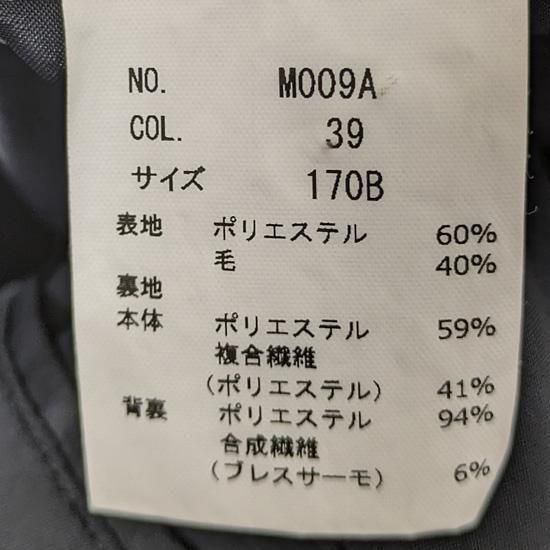 NO. M009A
COL. 39
サイズ 170B
表地 ポリエステル 60%
毛 40%
裏地
本体 ポリエステル 59%
複合繊維
(ポリエステル) 41%
背裏 ポリエステル 94%
合成繊維
(ブレスサーモ) 6%